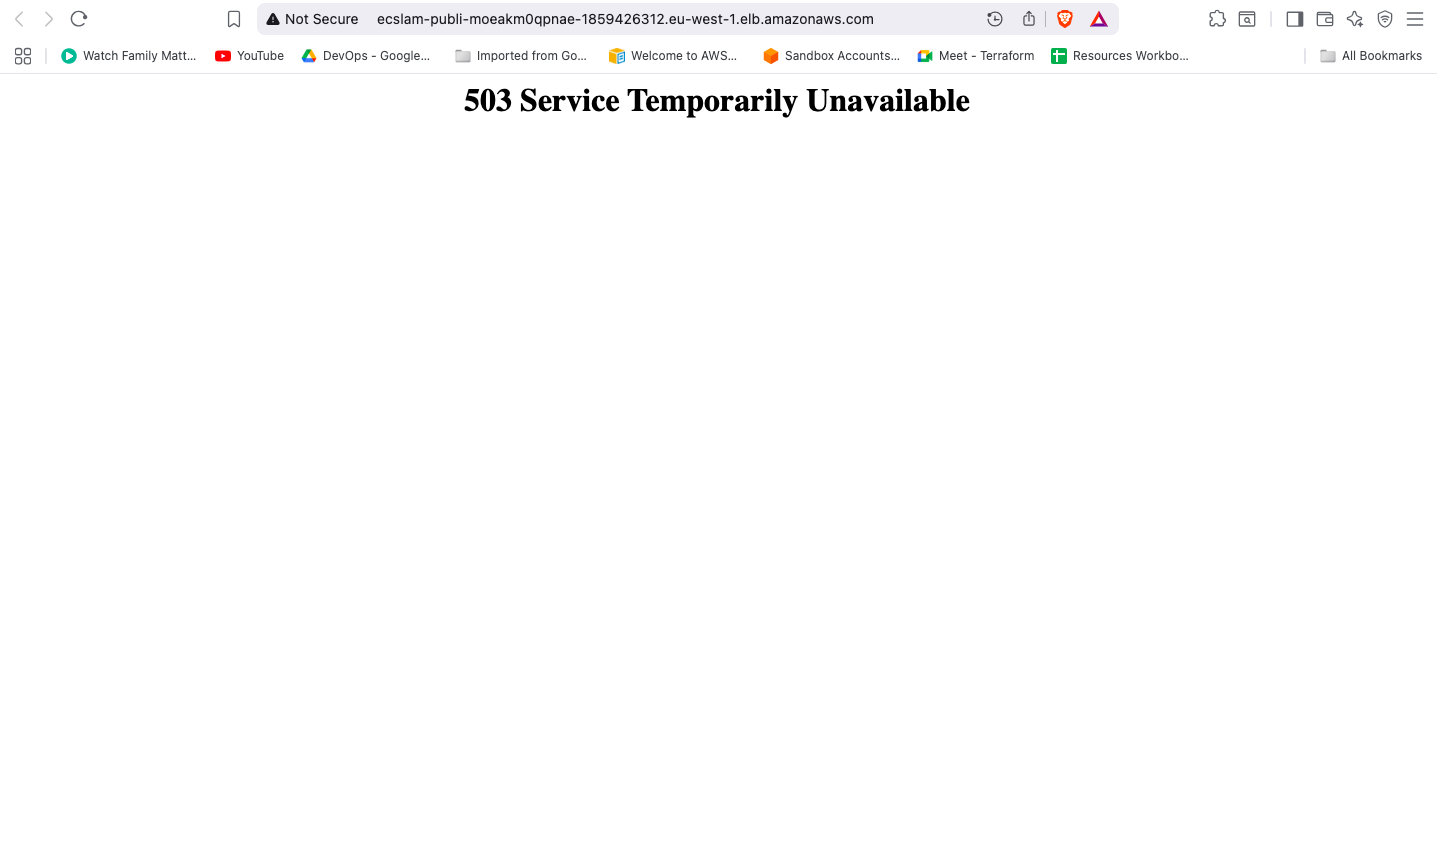 Not Secure ecslam-publi-moeakm0qpnae-1859426312.eu-west-1.elb.amazonaws.com
Watch Family Matt... YouTube DevOps - Google... Imported from Go... Welcome to AWS... Sandbox Accounts... Meet - Terraform Resources Workbo... All Bookmarks
503 Service Temporarily Unavailable